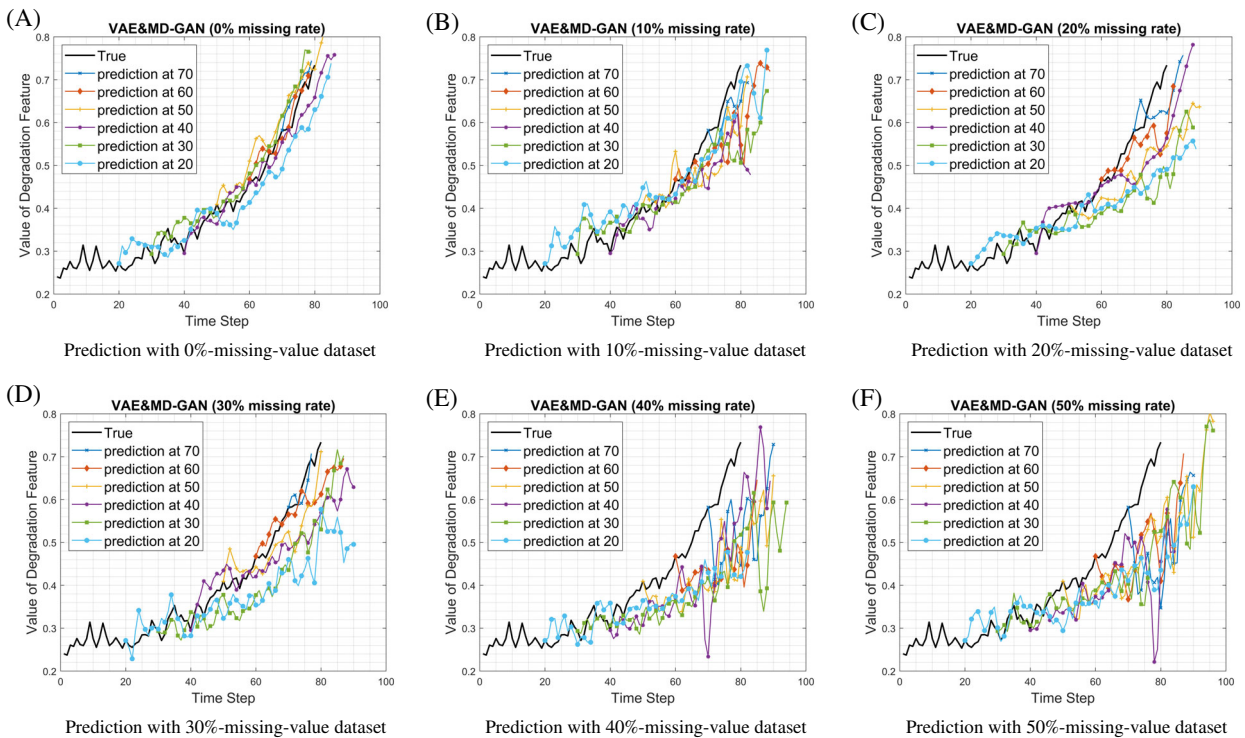 (A)
VAE&MD-GAN (0% missing rate)
Value of Degradation Feature
0.8
0.7
0.6
0.5
0.4
0.3
0.2
True
prediction at 70
prediction at 60
prediction at 50
prediction at 40
prediction at 30
prediction at 20
0 20 40 60 80 100
Time Step
Prediction with 0%-missing-value dataset
(B)
VAE&MD-GAN (10% missing rate)
Value of Degradation Feature
0.8
0.7
0.6
0.5
0.4
0.3
0.2
True
prediction at 70
prediction at 60
prediction at 50
prediction at 40
prediction at 30
prediction at 20
0 20 40 60 80 100
Time Step
Prediction with 10%-missing-value dataset
(C)
VAE&MD-GAN (20% missing rate)
Value of Degradation Feature
0.8
0.7
0.6
0.5
0.4
0.3
0.2
True
prediction at 70
prediction at 60
prediction at 50
prediction at 40
prediction at 30
prediction at 20
0 20 40 60 80 100
Time Step
Prediction with 20%-missing-value dataset
(D)
VAE&MD-GAN (30% missing rate)
Value of Degradation Feature
0.8
0.7
0.6
0.5
0.4
0.3
0.2
True
prediction at 70
prediction at 60
prediction at 50
prediction at 40
prediction at 30
prediction at 20
0 20 40 60 80 100
Time Step
Prediction with 30%-missing-value dataset
(E)
VAE&MD-GAN (40% missing rate)
Value of Degradation Feature
0.8
0.7
0.6
0.5
0.4
0.3
0.2
True
prediction at 70
prediction at 60
prediction at 50
prediction at 40
prediction at 30
prediction at 20
0 20 40 60 80 100
Time Step
Prediction with 40%-missing-value dataset
(F)
VAE&MD-GAN (50% missing rate)
Value of Degradation Feature
0.8
0.7
0.6
0.5
0.4
0.3
0.2
True
prediction at 70
prediction at 60
prediction at 50
prediction at 40
prediction at 30
prediction at 20
0 20 40 60 80 100
Time Step
Prediction with 50%-missing-value dataset